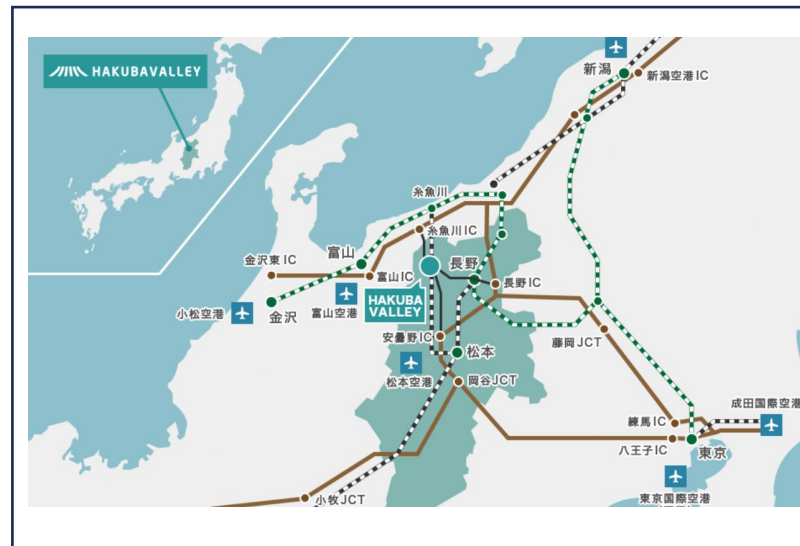 HAKUBAVALLEY
新潟
新潟空港IC
糸魚川
糸魚川IC
金沢東IC
富山
富山IC
長野
長野IC
HAKUBA
VALLEY
小松空港
金沢
富山空港
安曇野IC
松本
藤岡JCT
松本空港
岡谷JCT
成田国際空港
練馬IC
八王子IC
東京
小牧JCT
東京国際空港